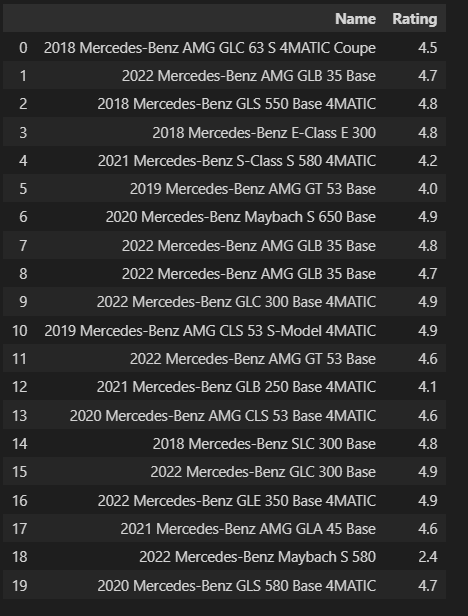 Name Rating
0 2018 Mercedes-Benz AMG GLC 63 S 4MATIC Coupe 4.5
1 2022 Mercedes-Benz AMG GLB 35 Base 4.7
2 2018 Mercedes-Benz GLS 550 Base 4MATIC 4.8
3 2018 Mercedes-Benz E-Class E 300 4.8
4 2021 Mercedes-Benz S-Class S 580 4MATIC 4.2
5 2019 Mercedes-Benz AMG GT 53 Base 4.0
6 2020 Mercedes-Benz Maybach S 650 Base 4.9
7 2022 Mercedes-Benz AMG GLB 35 Base 4.8
8 2022 Mercedes-Benz AMG GLB 35 Base 4.7
9 2022 Mercedes-Benz GLC 300 Base 4MATIC 4.9
10 2019 Mercedes-Benz AMG CLS 53 S-Model 4MATIC 4.9
11 2022 Mercedes-Benz AMG GT 53 Base 4.6
12 2021 Mercedes-Benz GLB 250 Base 4MATIC 4.1
13 2020 Mercedes-Benz AMG CLS 53 Base 4MATIC 4.6
14 2018 Mercedes-Benz SLC 300 Base 4.8
15 2022 Mercedes-Benz GLC 300 Base 4.9
16 2022 Mercedes-Benz GLE 350 Base 4MATIC 4.9
17 2021 Mercedes-Benz AMG GLA 45 Base 4.6
18 2022 Mercedes-Benz Maybach S 580 2.4
19 2020 Mercedes-Benz GLS 580 Base 4MATIC 4.7